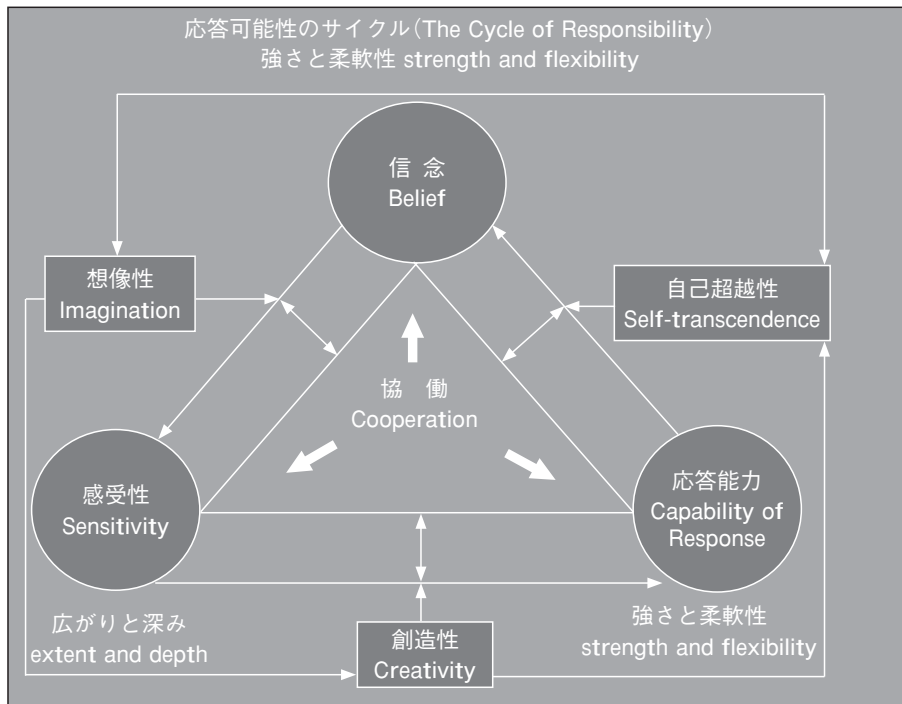 応答可能性のサイクル（The Cycle of Responsibility）
強さと柔軟性 strength and flexibility
信 念
Belief
想像性
Imagination
自己超越性
Self-transcendence
協 働
Cooperation
感受性
Sensitivity
応答能力
Capability of
Response
広がりと深み
extent and depth
創造性
Creativity
強さと柔軟性
strength and flexibility